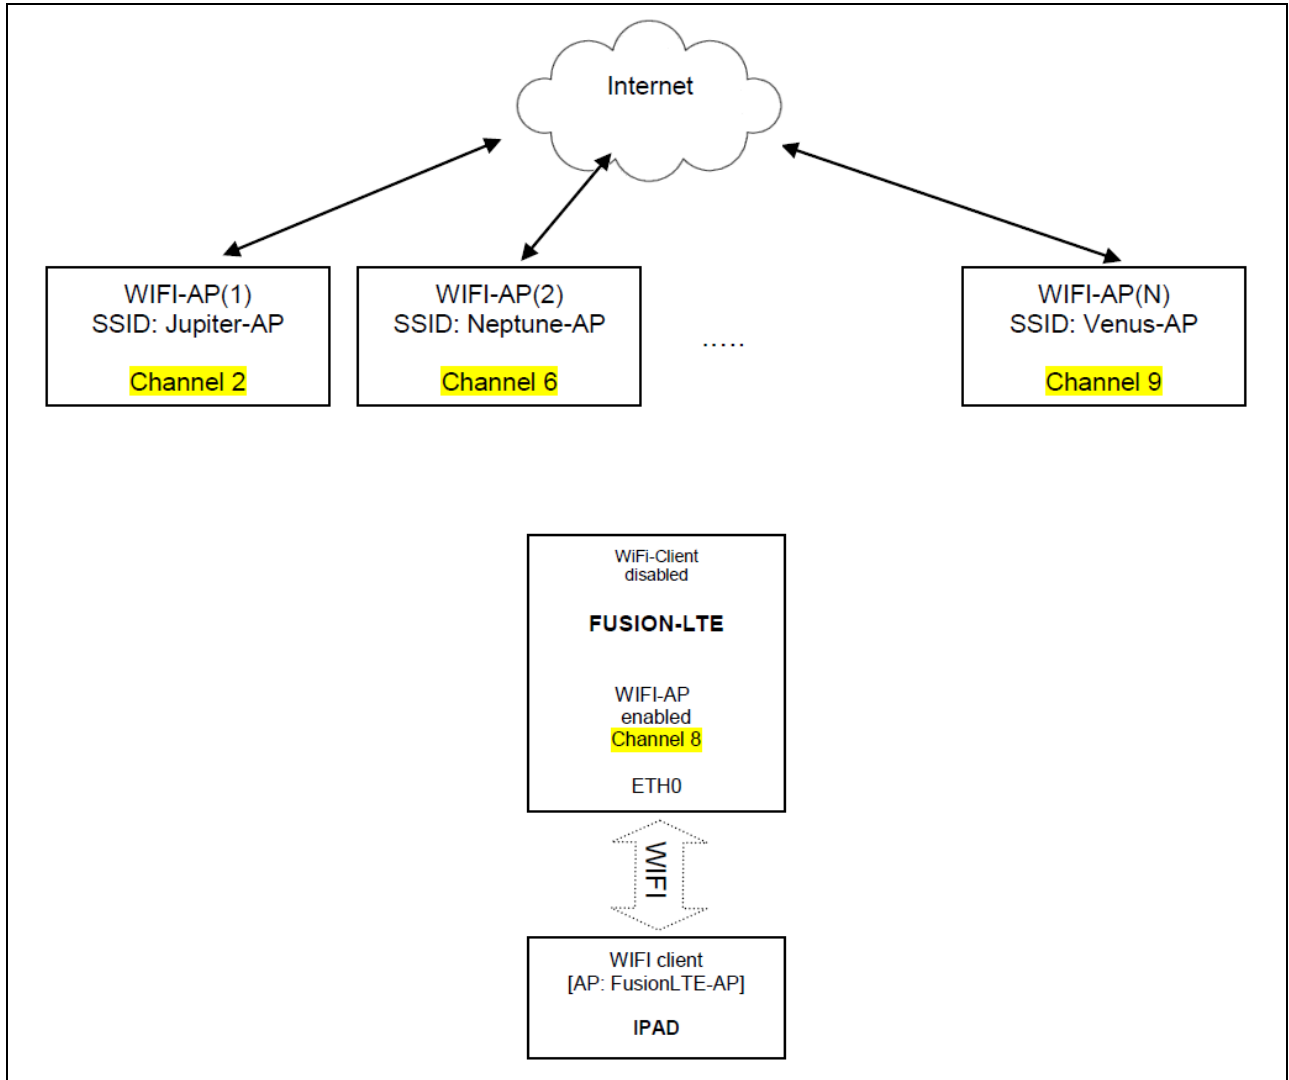 Internet
WIFI-AP(1)
SSID: Jupiter-AP
Channel 2
WIFI-AP(2)
SSID: Neptune-AP
Channel 6
.....
WIFI-AP(N)
SSID: Venus-AP
Channel 9
WiFi-Client
disabled
FUSION-LTE
WIFI-AP
enabled
Channel 8
ETH0
WIFI
WIFI client
[AP: FusionLTE-AP]
IPAD